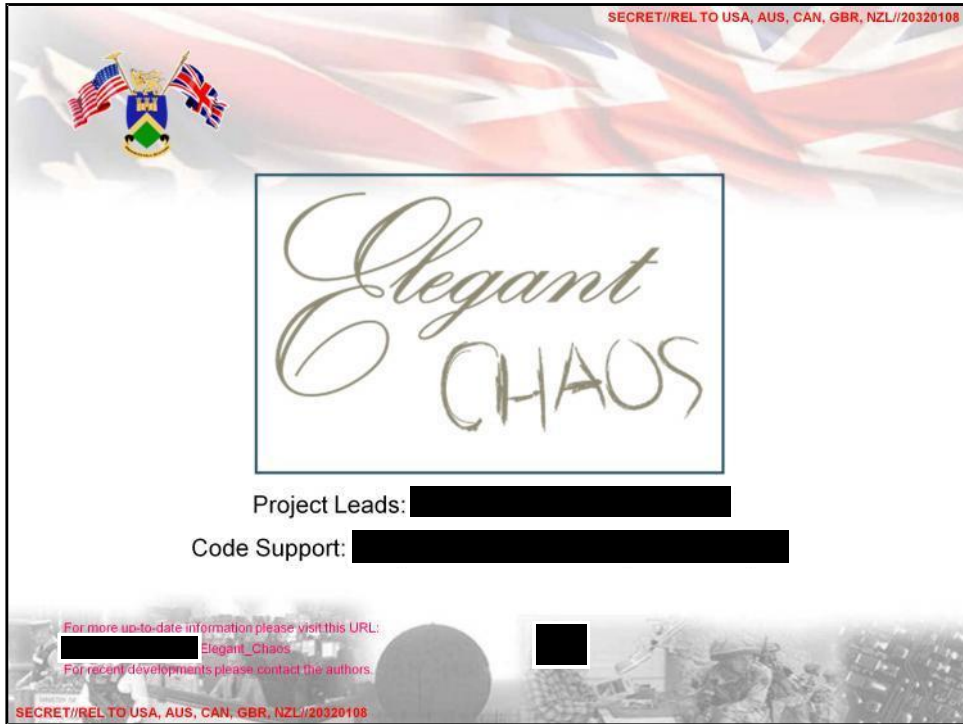 SECRET//REL TO USA, AUS, CAN, GBR, NZL//20320108
Elegant
CHAOS
Project Leads:
Code Support:
For more up-to-date information please visit this URL:
Elegant_Chaos
For recent developments please contact the authors.
SECRET//REL TO USA, AUS, CAN, GBR, NZL//20320108